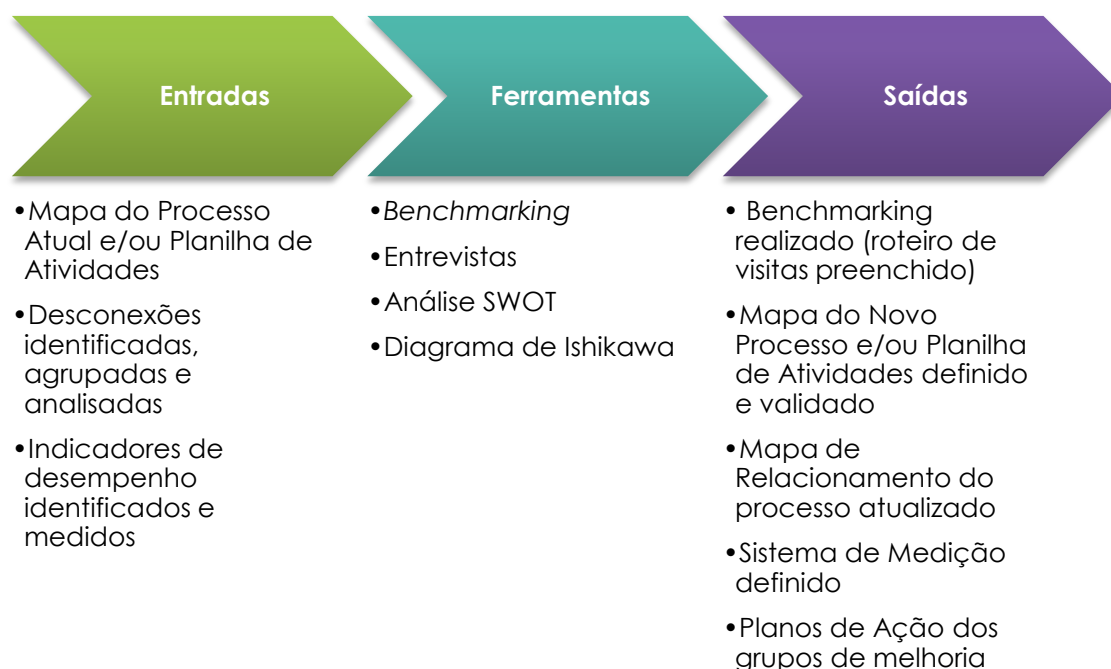 Entradas
Ferramentas
Saídas
•Mapa do Processo
Atual e/ou Planilha de
Atividades
•Desconexões
identificadas,
agrupadas e
analisadas
•Indicadores de
desempenho
identificados e
medidos
•Benchmarking
•Entrevistas
•Análise SWOT
•Diagrama de Ishikawa
• Benchmarking
realizado (roteiro de
visitas preenchido)
•Mapa do Novo
Processo e/ou Planilha
de Atividades definido
e validado
•Mapa de
Relacionamento do
processo atualizado
•Sistema de Medição
definido
•Planos de Ação dos
grupos de melhoria